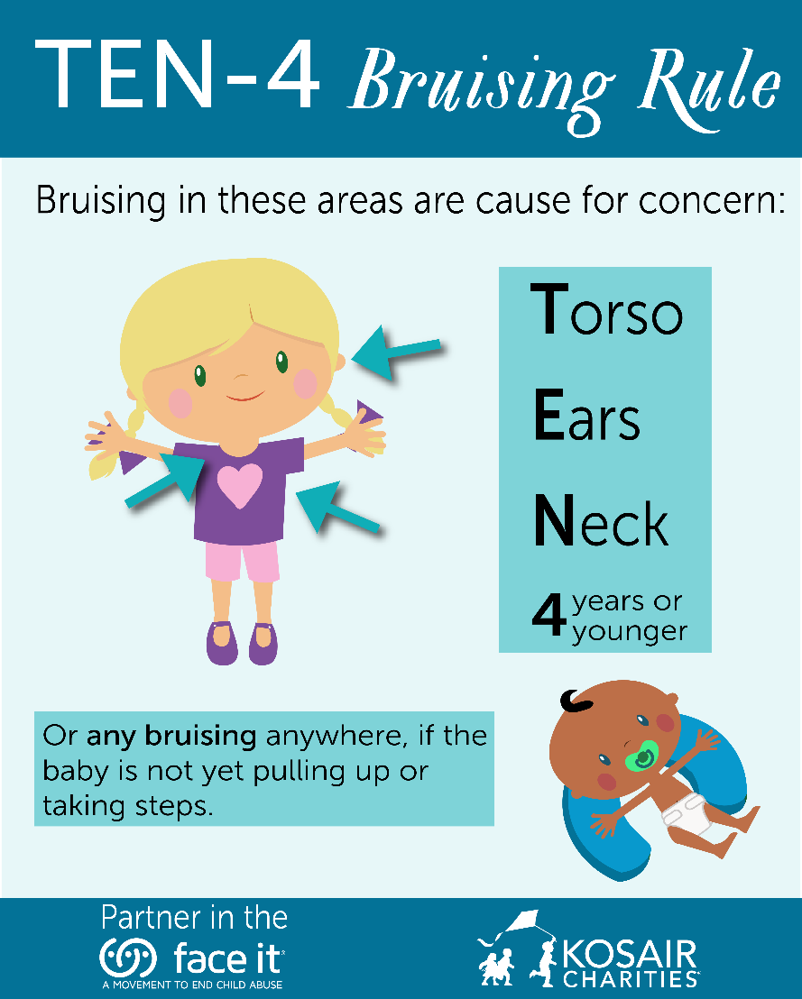 TEN-4 Bruising Rule
Bruising in these areas are cause for concern:
Torso
Ears
Neck
4 years or
younger
Or any bruising anywhere, if the
baby is not yet pulling up or
taking steps.
Partner in the
face it®
A MOVEMENT TO END CHILD ABUSE
KOSAIR
CHARITIES